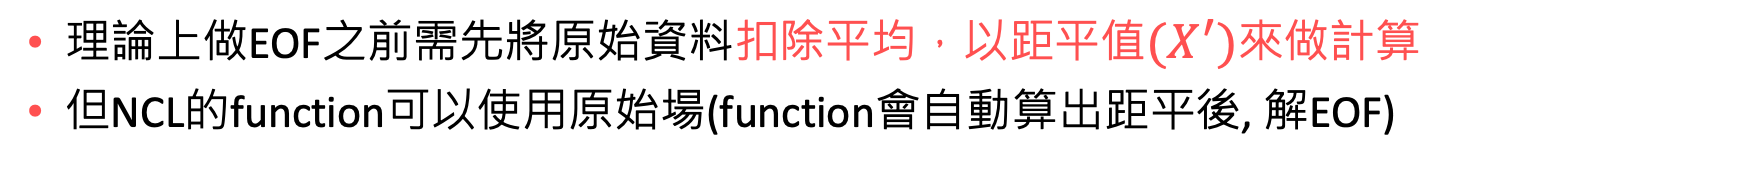 • 理論上做EOF之前需先將原始資料扣除平均，以距平值(X′)來做計算
• 但NCL的function可以使用原始場(function會自動算出距平後, 解EOF)